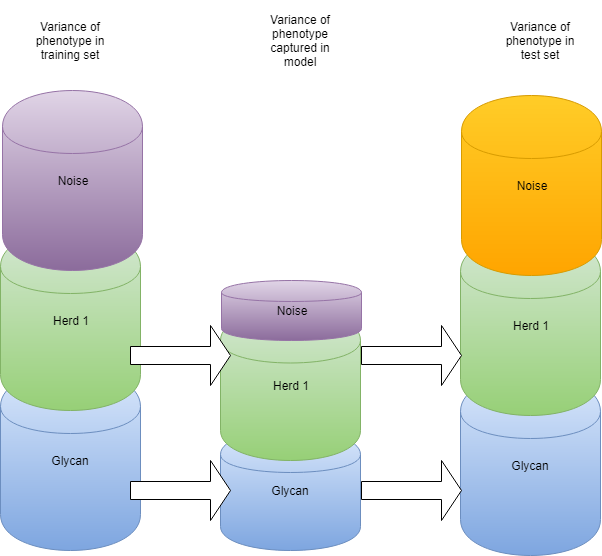 Variance of
phenotype in
training set
Variance of
phenotype
captured in
model
Variance of
phenotype in
test set
Noise
Herd 1
Glycan
Noise
Herd 1
Glycan
Noise
Herd 1
Glycan